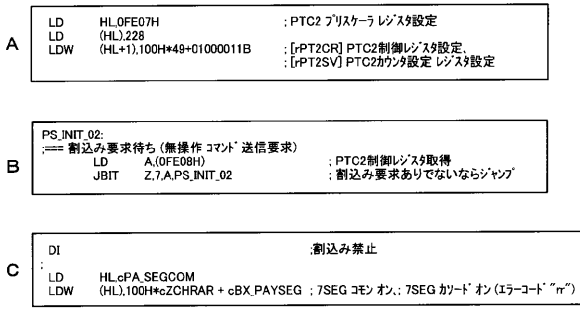 A
LD HL,0FE07H ; PTC2 プリスケーラ レジスタ設定
LD (HL),228
LDW (HL+1),100H*49+01000011B ; [rPT2CR] PTC2制御レジスタ設定、
; [rPT2SV] PTC2カウンタ設定 レジスタ設定
B
PS_INIT_02:
;=== 割込み要求待ち (無操作 コマンド 送信要求)
LD A,(0FE08H) ; PTC2制御レジスタ取得
JBIT Z,7,A,PS_INIT_02 ; 割込み要求ありでないならジャンプ
C
DI ;割込み禁止
;
LD HL,cPA_SEGCOM
LDW (HL),100H*cZCHRAR + cBX_PAYSEG ; 7SEG コモン オン、; 7SEG カソード オン (エラーコード "rr")